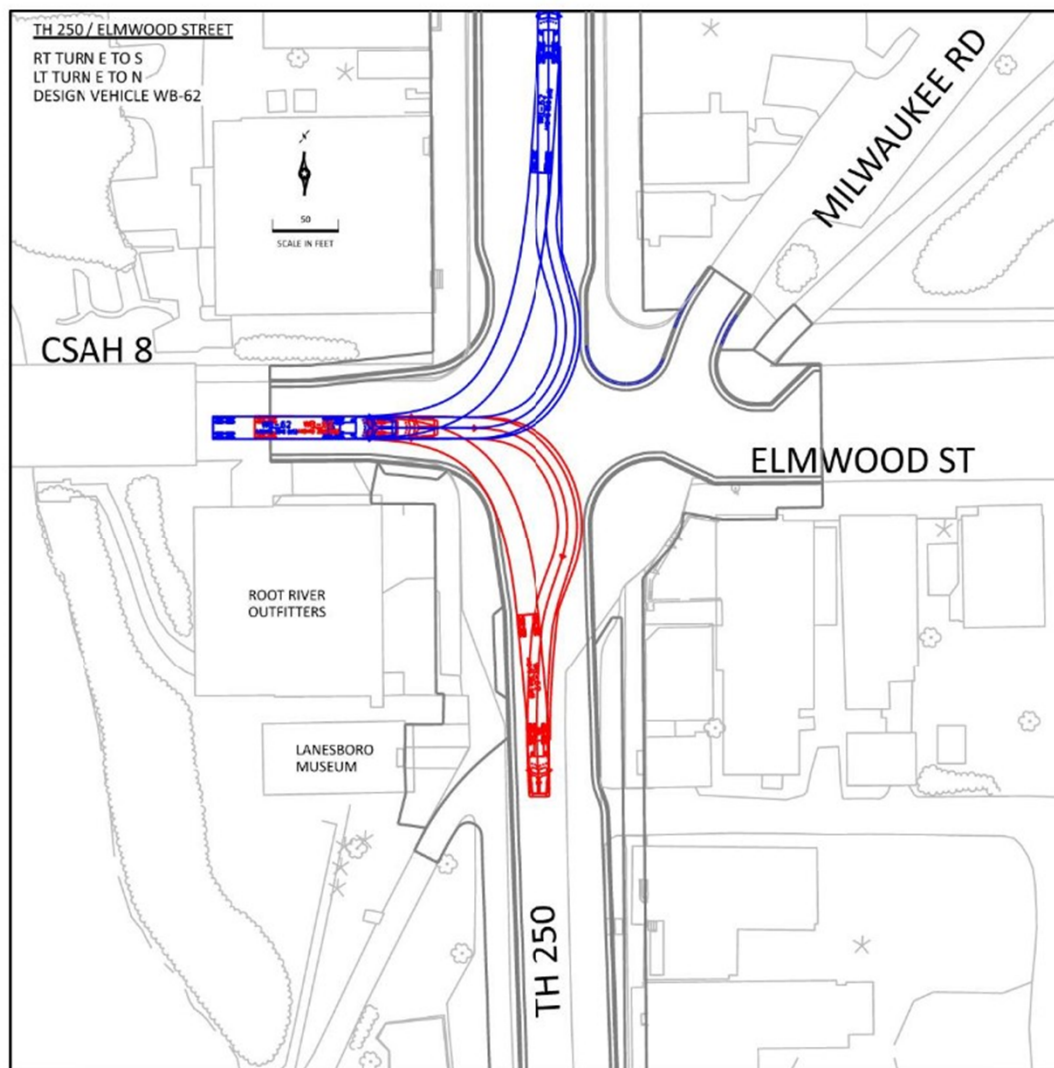 TH 250 / ELMWOOD STREET
RT TURN E TO S
LT TURN E TO N
DESIGN VEHICLE WB-62
50
SCALE IN FEET
MILWAUKEE RD
CSAH 8
ELMWOOD ST
ROOT RIVER
OUTFITTERS
LANESBORO
MUSEUM
TH 250